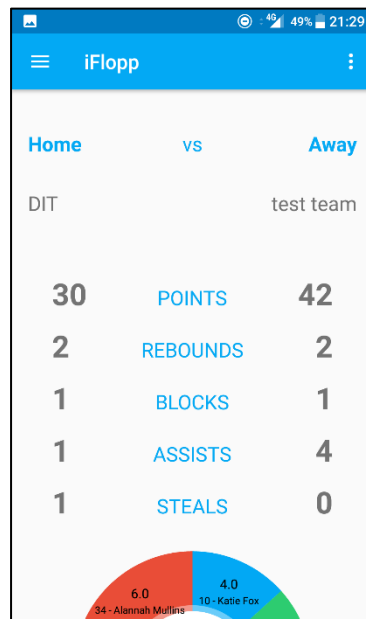 4G 49% 21:29
iFlopp
Home vs Away
DIT test team
30 POINTS 42
2 REBOUNDS 2
1 BLOCKS 1
1 ASSISTS 4
1 STEALS 0
6.0 4.0
34 - Alannah Mullins 10 - Katie Fox